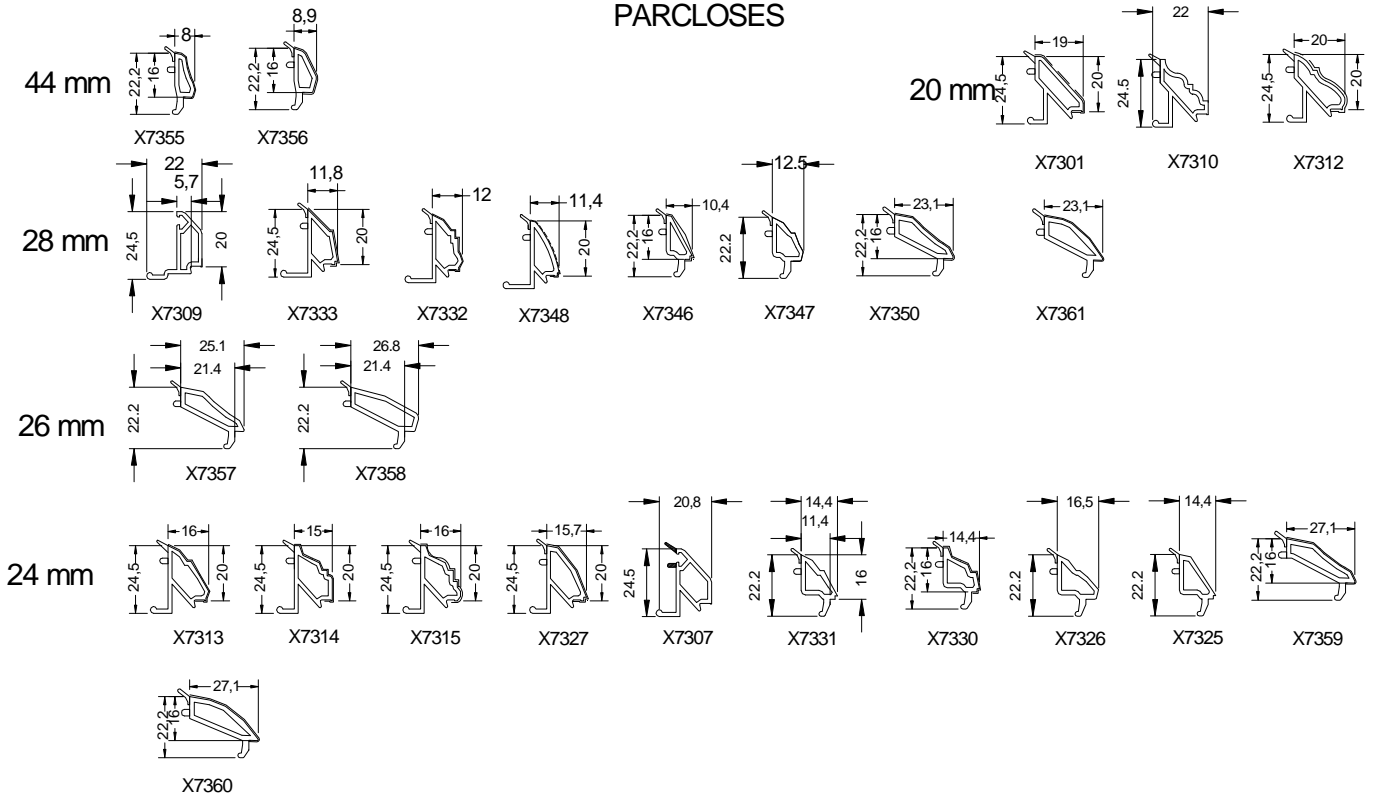 PARCLOSES
44 mm
8
22,2
16
X7355
8,9
22,2
16
X7356
20 mm
19
24,5
20
X7301
22
24.5
X7310
20
24,5
20
X7312
28 mm
22
5,7
24,5
20
X7309
11,8
24,5
20
X7333
12
X7332
11,4
20
X7348
10,4
22,2
16
X7346
12.5
22.2
X7347
23,1
22,2
16
X7350
23,1
X7361
26 mm
25.1
21.4
22.2
X7357
26.8
21.4
22.2
X7358
24 mm
16
24,5
20
X7313
15
24,5
20
X7314
16
24,5
20
X7315
15,7
24,5
20
X7327
20,8
24.5
X7307
14,4
11,4
22.2
16
X7331
14,4
22,2
16
X7330
16,5
22.2
X7326
14,4
22.2
X7325
27,1
22,2
16
X7359
27,1
22,2
16
X7360